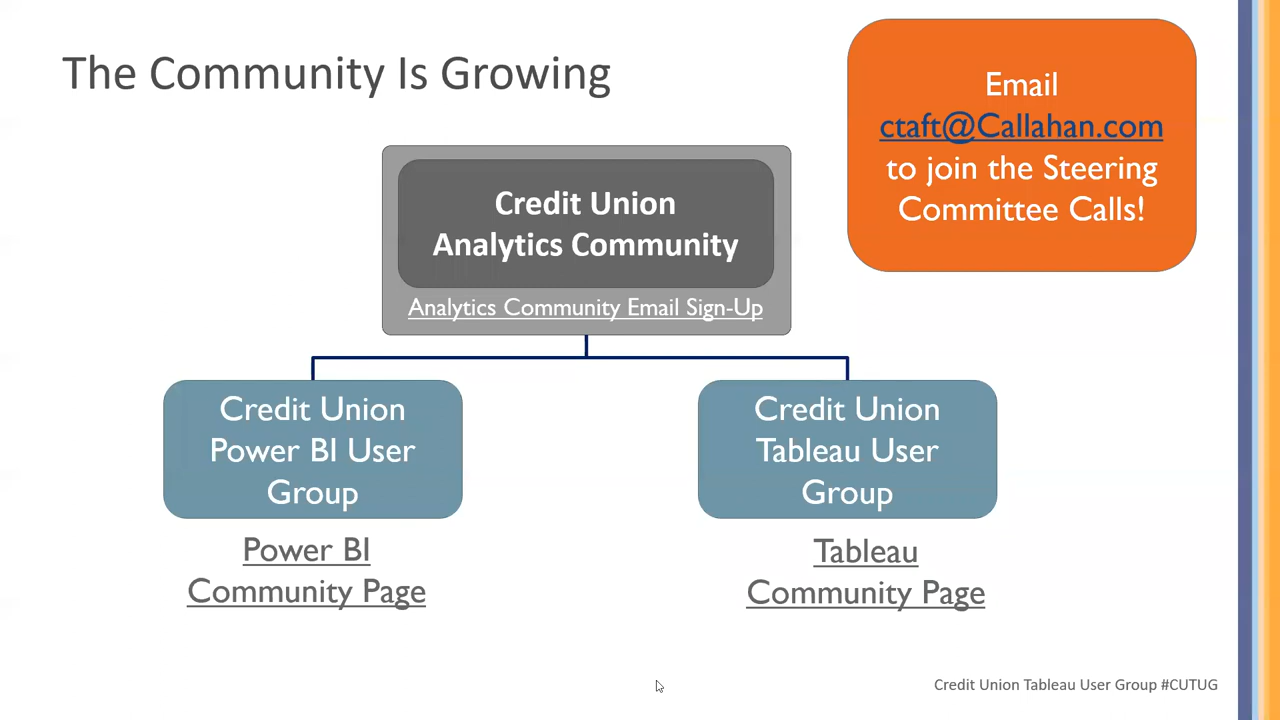 The Community Is Growing
Email
ctaft@Callahan.com
to join the Steering
Committee Calls!
Credit Union
Analytics Community
Analytics Community Email Sign-Up
Credit Union
Power BI User
Group
Credit Union
Tableau User
Group
Power BI
Community Page
Tableau
Community Page
Credit Union Tableau User Group #CUTUG